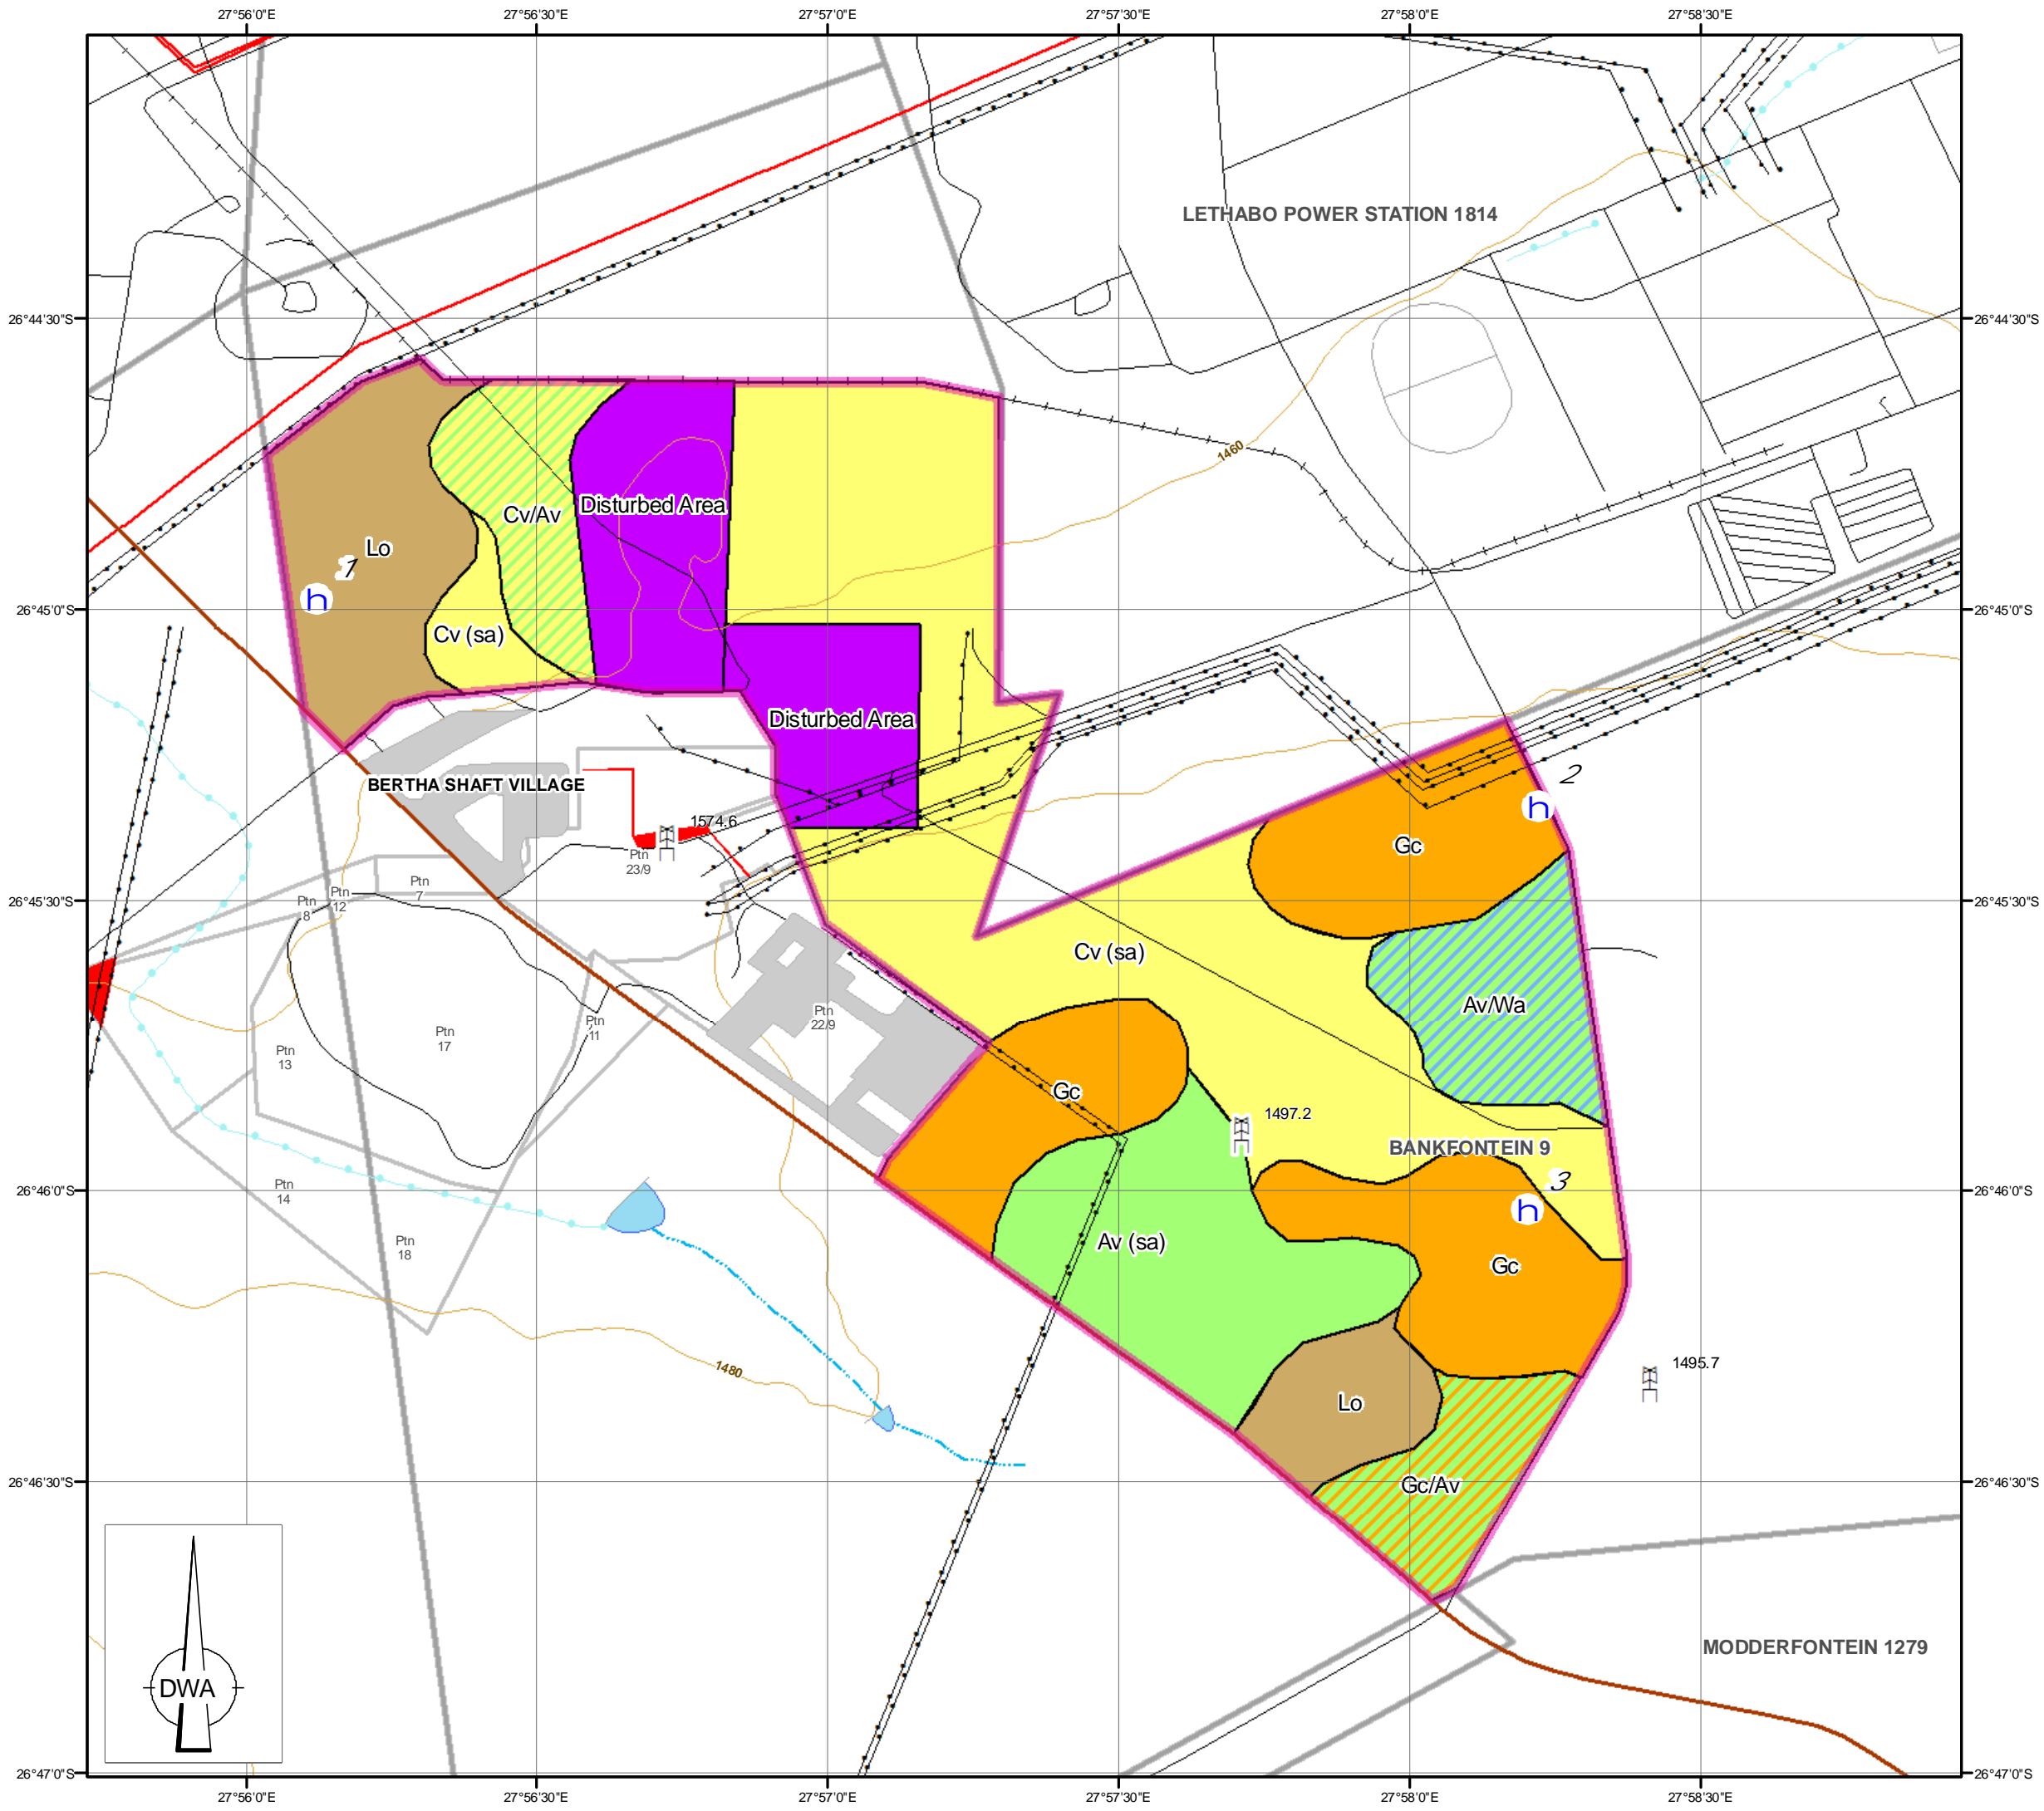 27°56'0"E 27°56'30"E 27°57'0"E 27°57'30"E 27°58'0"E 27°58'30"E
LETHABO POWER STATION 1814
26°44'30"S 26°44'30"S
1460
Disturbed Area
Cv/Av
Lo
1
h
26°45'0"S 26°45'0"S
Cv (sa)
Disturbed Area
2
BERTHA SHAFT VILLAGE
h
1574.6
Gc
Ptn
23/9
Ptn
7
Ptn
12
Ptn
8
26°45'30"S 26°45'30"S
Cv (sa)
Av/Wa
Ptn
22/9
Ptn
11
Ptn
17
Ptn
13
Gc
1497.2
BANKFONTEIN 9
3
26°46'0"S 26°46'0"S
Ptn
14
h
Av (sa)
Ptn
18
Gc
1480
1495.7
Lo
26°46'30"S 26°46'30"S
Gc/Av
MODDERFONTEIN 1279
DWA
26°47'0"S 26°47'0"S
27°56'0"E 27°56'30"E 27°57'0"E 27°57'30"E 27°58'0"E 27°58'30"E